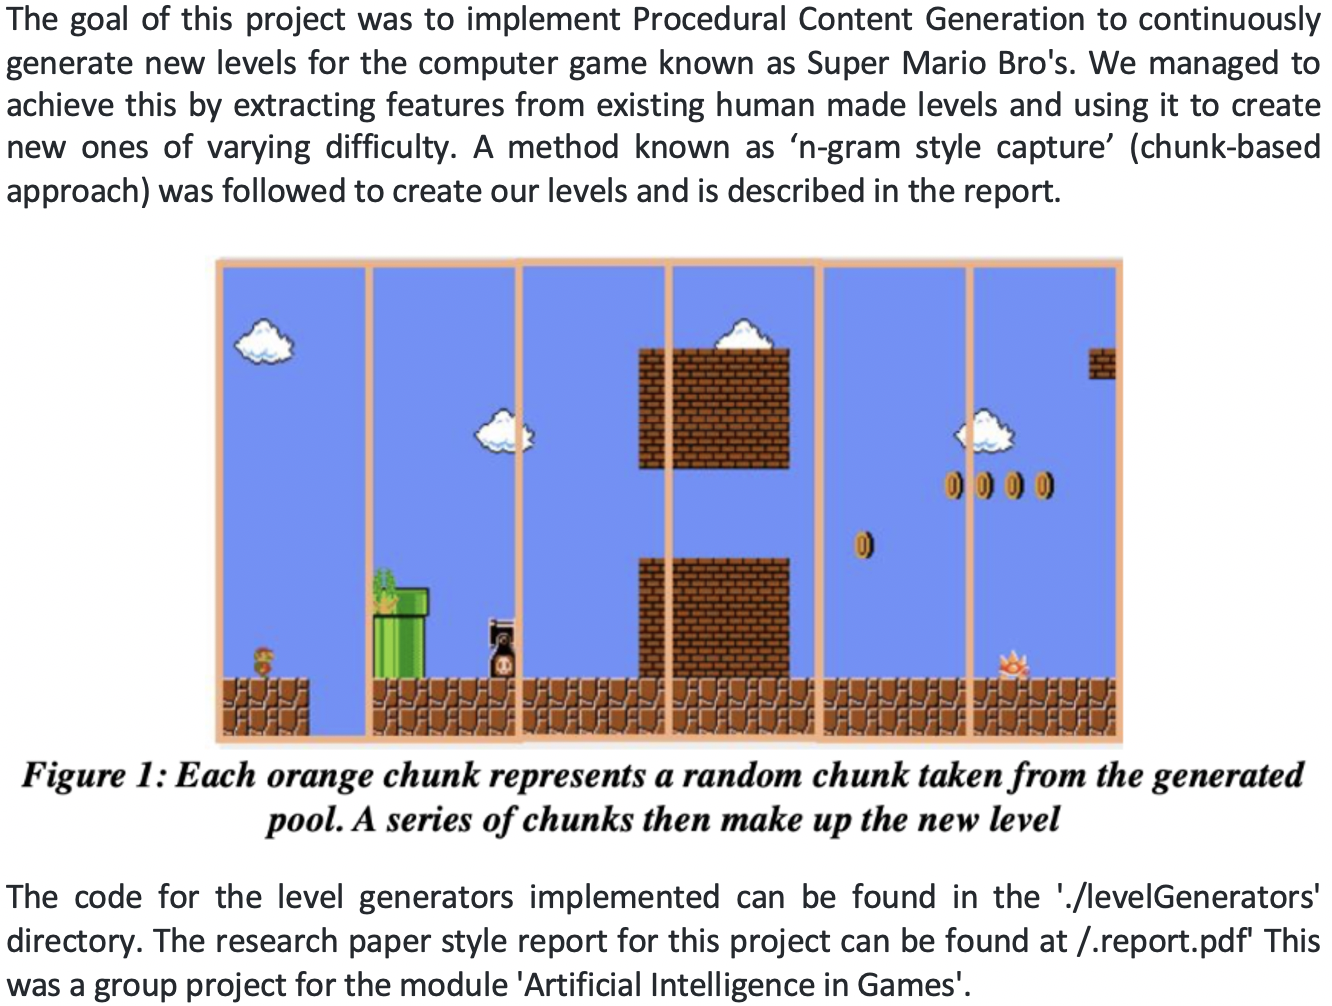 The goal of this project was to implement Procedural Content Generation to continuously
generate new levels for the computer game known as Super Mario Bro's. We managed to
achieve this by extracting features from existing human made levels and using it to create
new ones of varying difficulty. A method known as ‘n-gram style capture’ (chunk-based
approach) was followed to create our levels and is described in the report.
Figure 1: Each orange chunk represents a random chunk taken from the generated
pool. A series of chunks then make up the new level
The code for the level generators implemented can be found in the './levelGenerators'
directory. The research paper style report for this project can be found at /.report.pdf' This
was a group project for the module 'Artificial Intelligence in Games'.